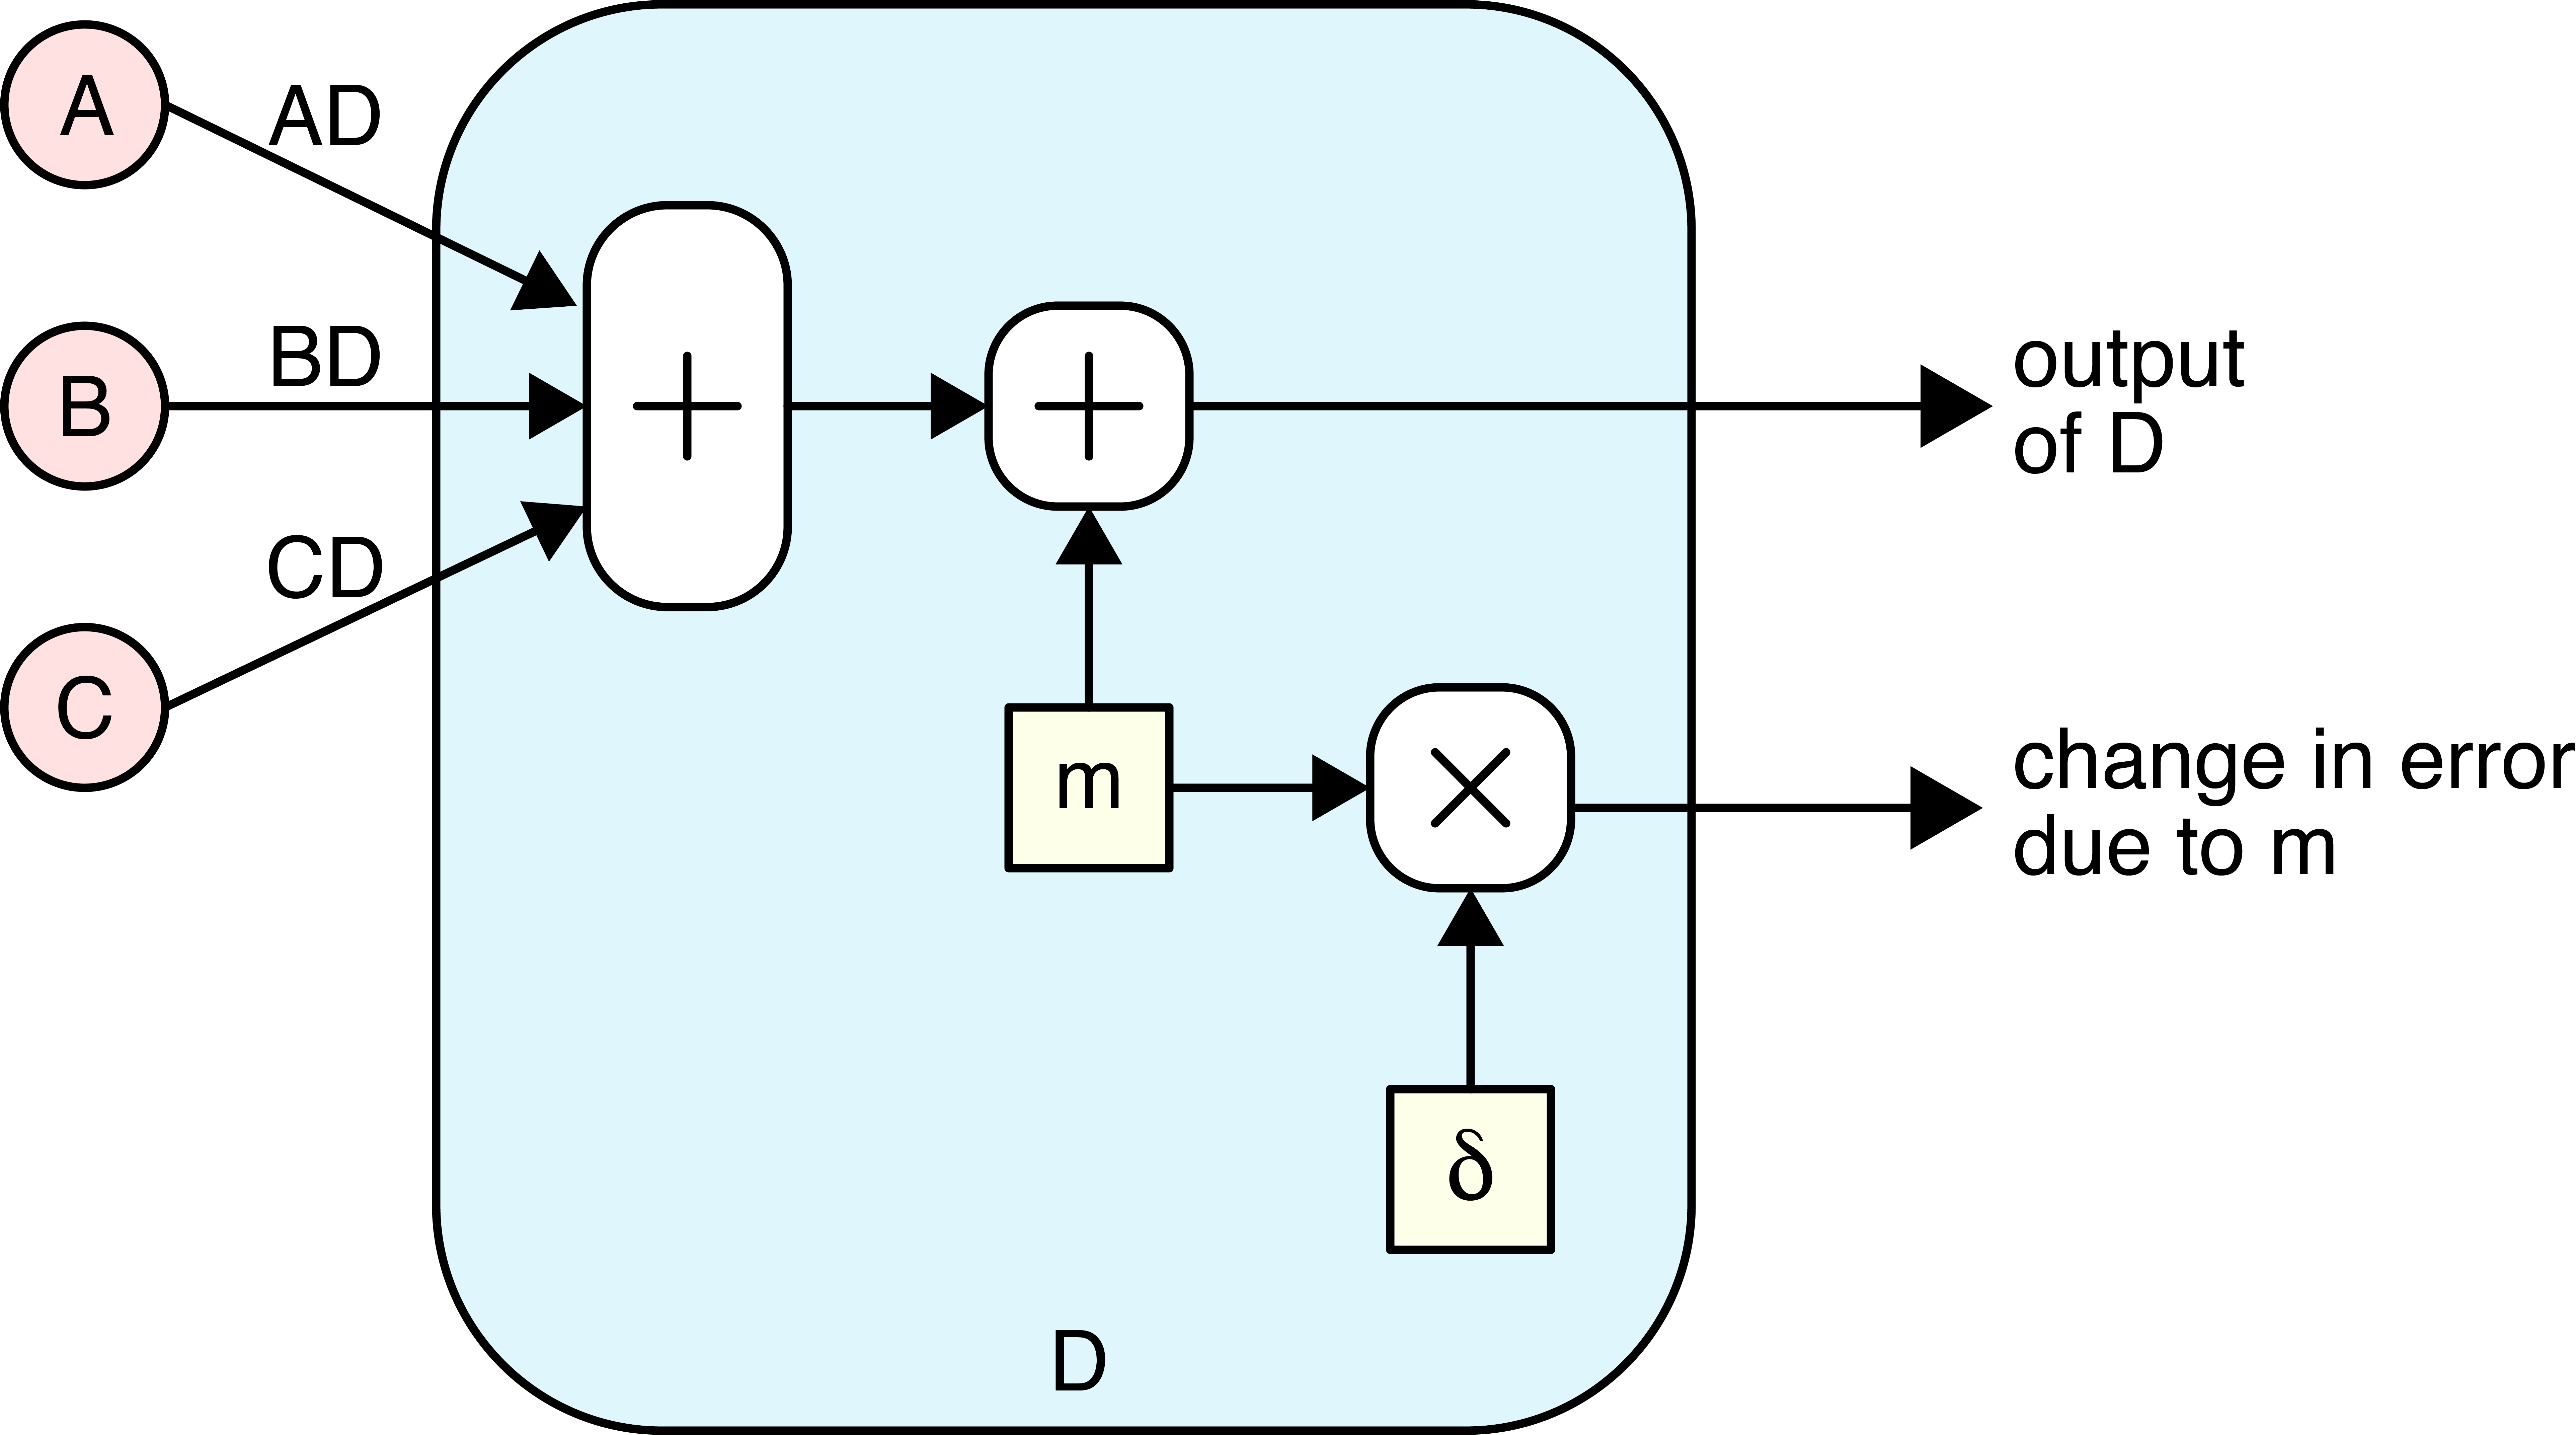 A
AD
B
BD
C
CD
+
+
output
of D
m
×
change in error
due to m
δ
D